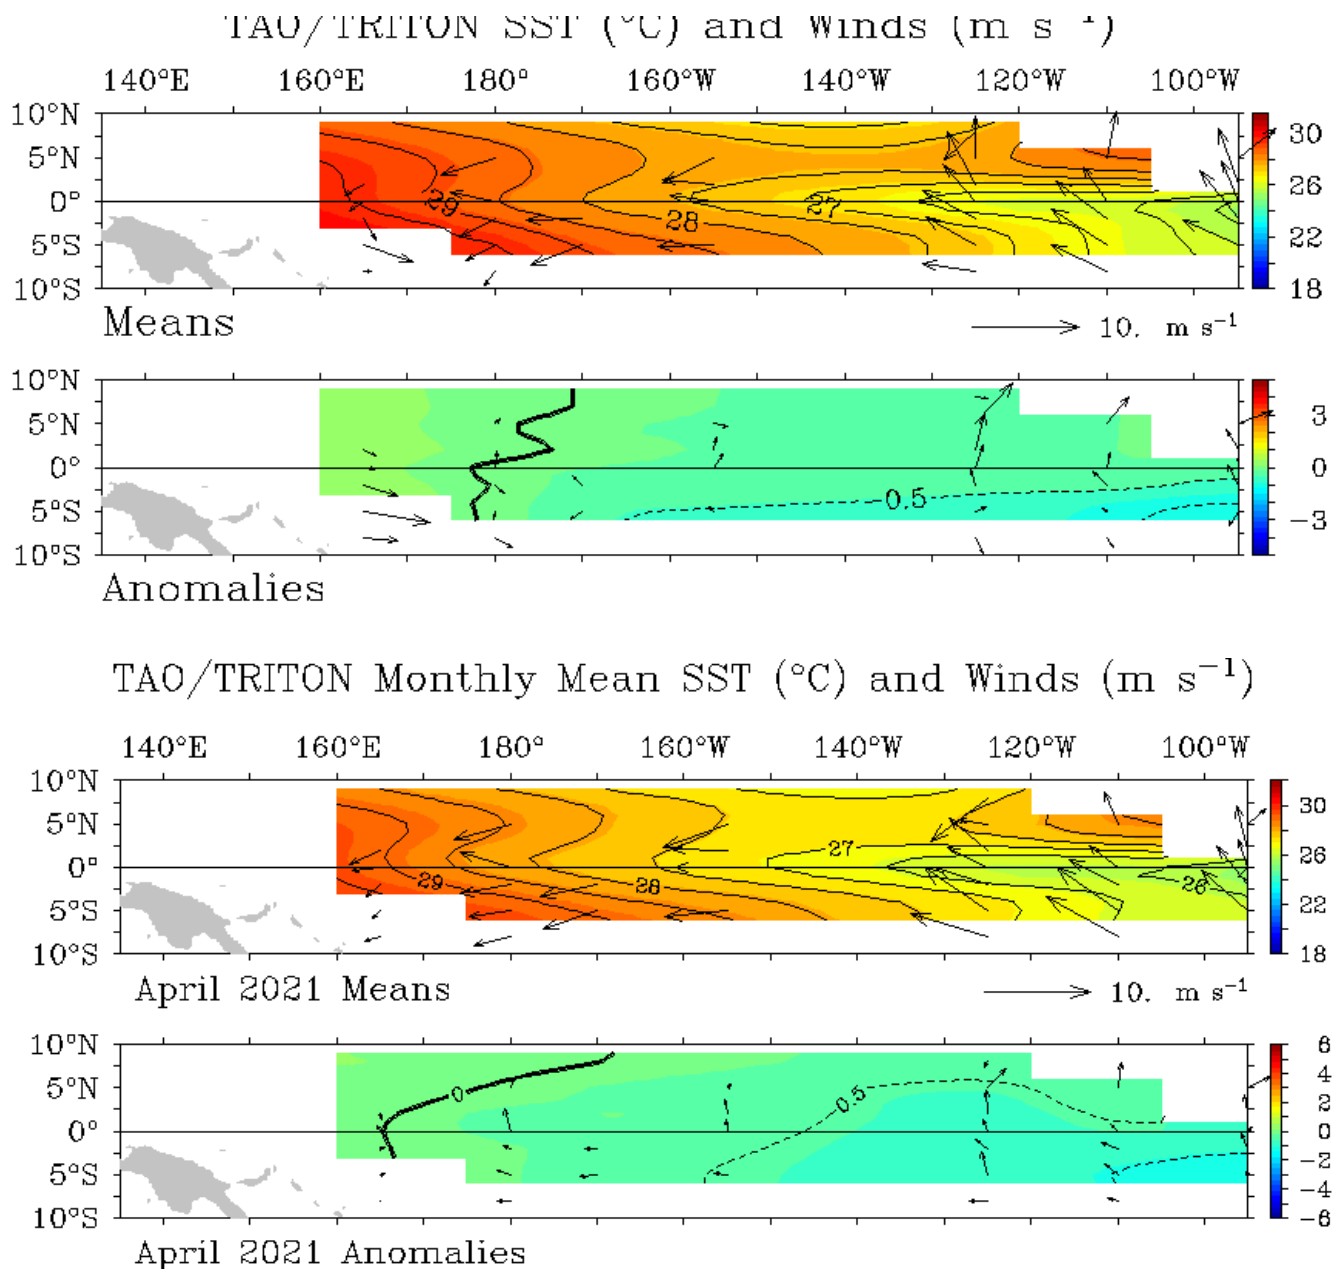 TAO/TRITON SST (°C) and Winds (m s⁻¹)
140°E 160°E 180° 160°W 140°W 120°W 100°W
10°N
5°N
0°
5°S
10°S
29 28 27
30
26
22
18
Means
10. m s⁻¹
10°N
5°N
0°
5°S
10°S
-0.5
3
0
-3
Anomalies
TAO/TRITON Monthly Mean SST (°C) and Winds (m s⁻¹)
140°E 160°E 180° 160°W 140°W 120°W 100°W
10°N
5°N
0°
5°S
10°S
29 28 27 26
30
26
22
18
April 2021 Means
10. m s⁻¹
10°N
5°N
0°
5°S
10°S
0 -0.5
6
4
2
0
-2
-4
-6
April 2021 Anomalies